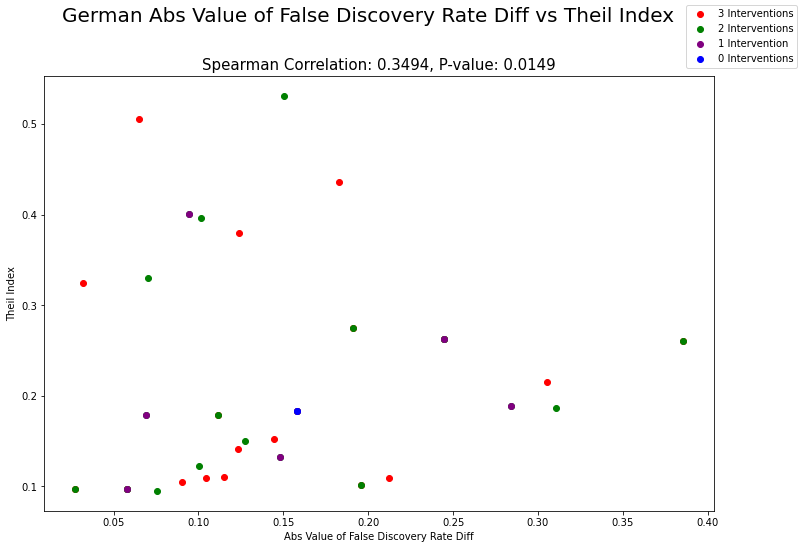 German Abs Value of False Discovery Rate Diff vs Theil Index
3 Interventions
2 Interventions
1 Intervention
0 Interventions
Spearman Correlation: 0.3494, P-value: 0.0149
0.5
0.4
0.3
0.2
0.1
Theil Index
0.05 0.10 0.15 0.20 0.25 0.30 0.35 0.40
Abs Value of False Discovery Rate Diff